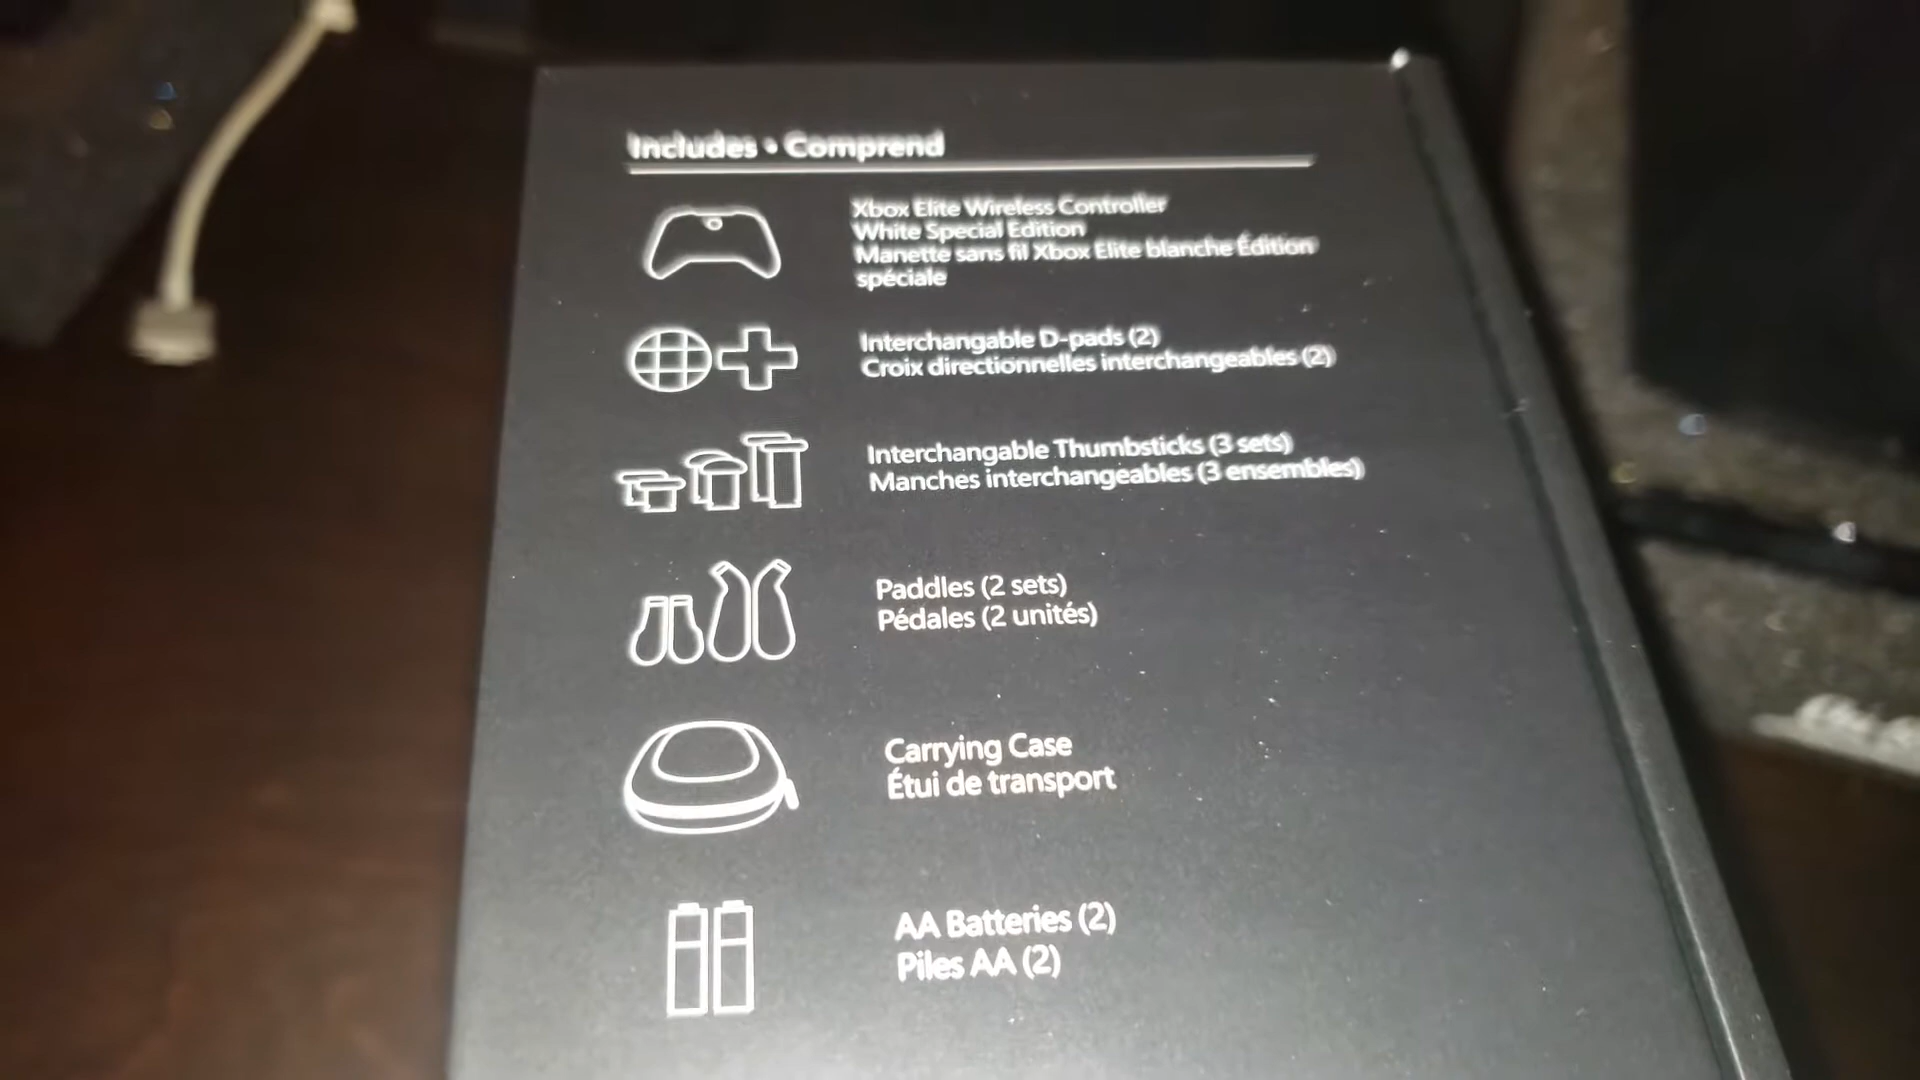 Includes • Comprend
Xbox Elite Wireless Controller
White Special Edition
Manette sans fil Xbox Elite blanche Édition
spéciale
Interchangable D-pads (2)
Croix directionnelles interchangeables (2)
Interchangable Thumbsticks (3 sets)
Manches interchangeables (3 ensembles)
Paddles (2 sets)
Pédales (2 unités)
Carrying Case
Étui de transport
AA Batteries (2)
Piles AA (2)